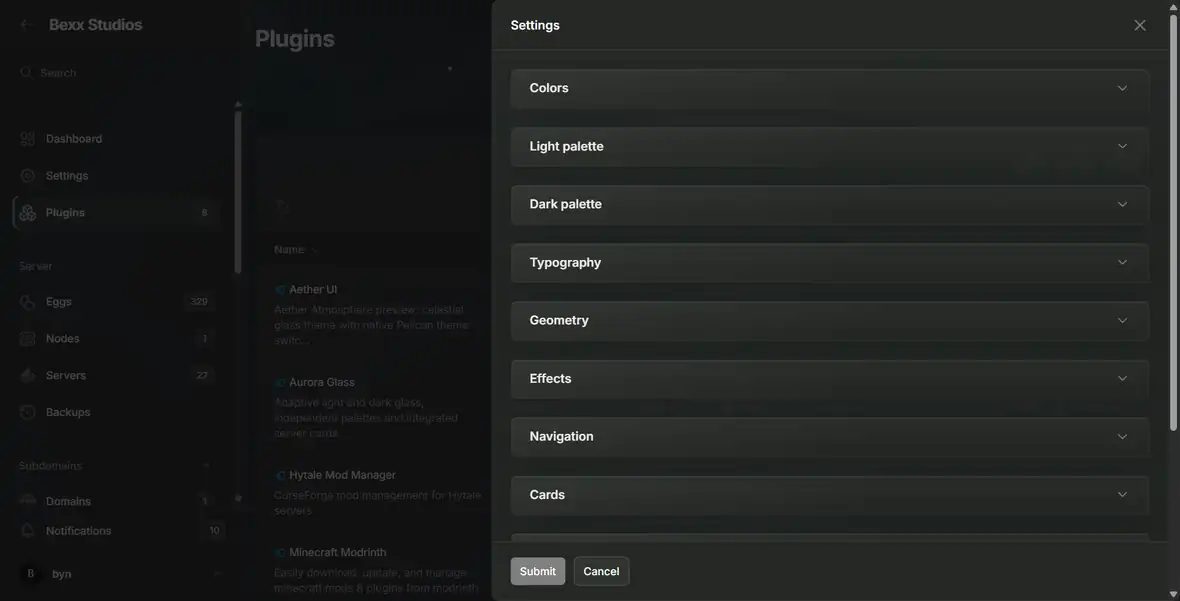 Bexx Studios
Search
Dashboard
Settings
Plugins 8
Server
Eggs 329
Nodes 1
Servers 27
Backups
Subdomains
Domains 1
Notifications 10
B byn
Plugins
Name
Aether UI
Aether Atmosphere preview: celestial
glass theme with native Pelican theme
switc...
Aurora Glass
Adaptive light and dark glass,
independent palettes and integrated
server cards
Hytale Mod Manager
CurseForge mod management for Hytale
servers
Minecraft Modrinth
Easily download, update, and manage
minecraft mods & plugins from modrinth
Settings
Colors
Light palette
Dark palette
Typography
Geometry
Effects
Navigation
Cards
Submit Cancel